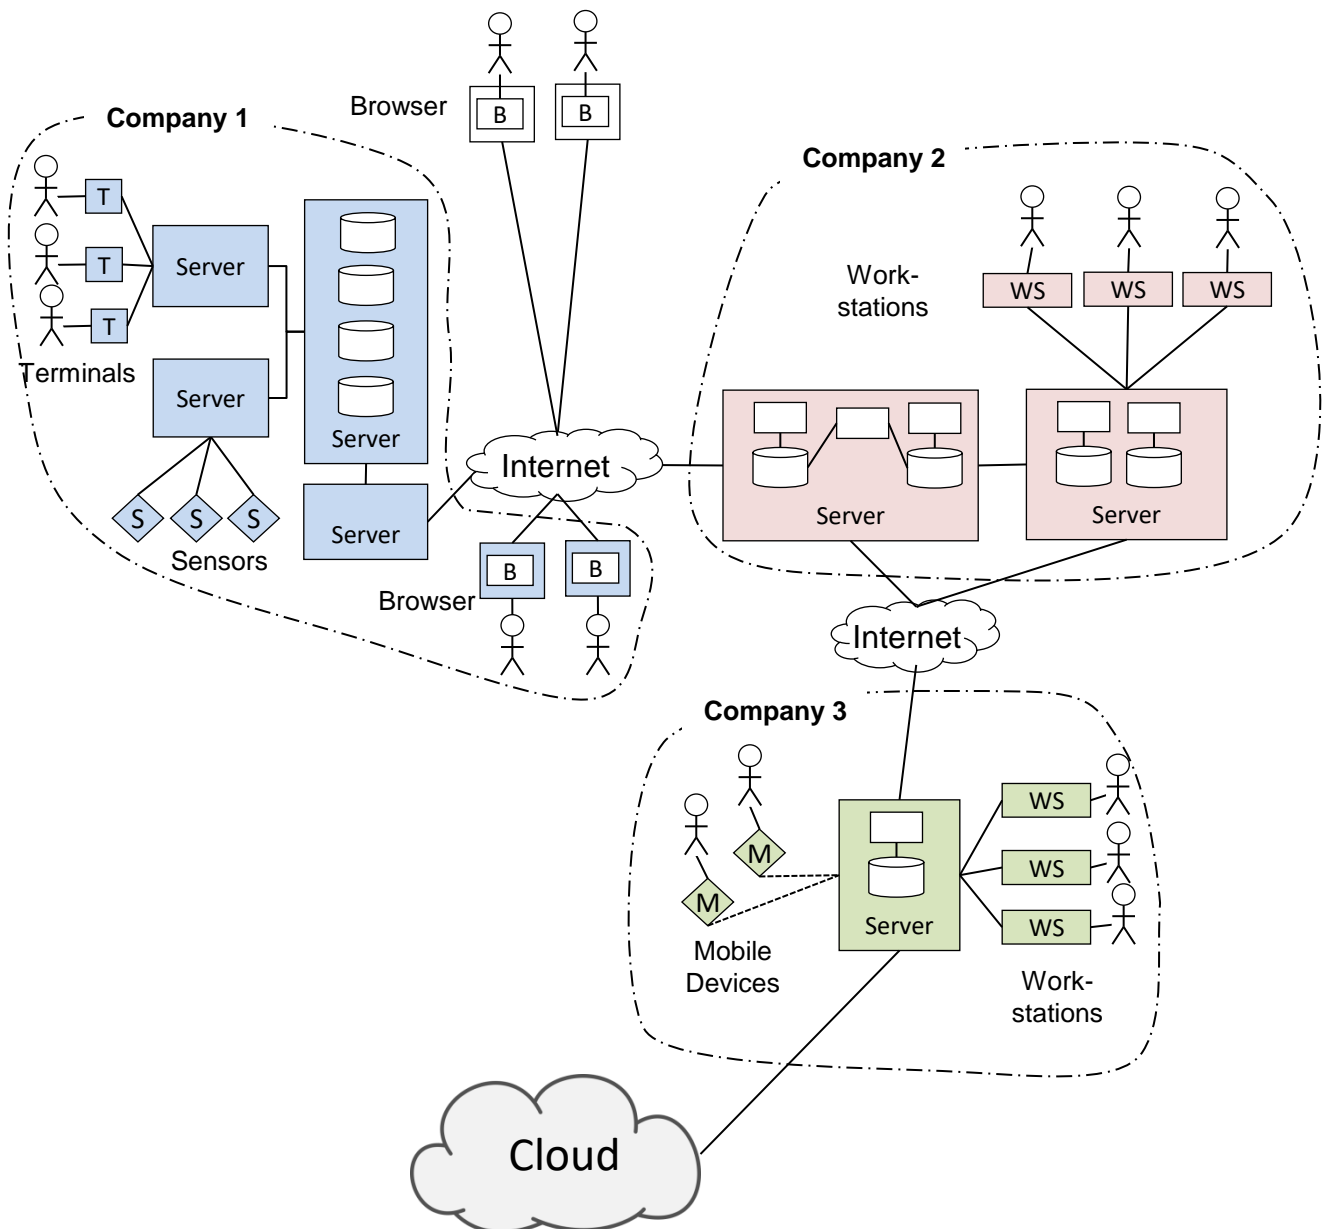 Browser
B
B
Company 1
T
T
T
Terminals
Server
Server
Server
Server
S
S
S
Sensors
Internet
B
B
Browser
Company 2
Work-
stations
WS
WS
WS
Server
Server
Internet
Company 3
M
M
Mobile
Devices
Server
WS
WS
WS
Work-
stations
Cloud